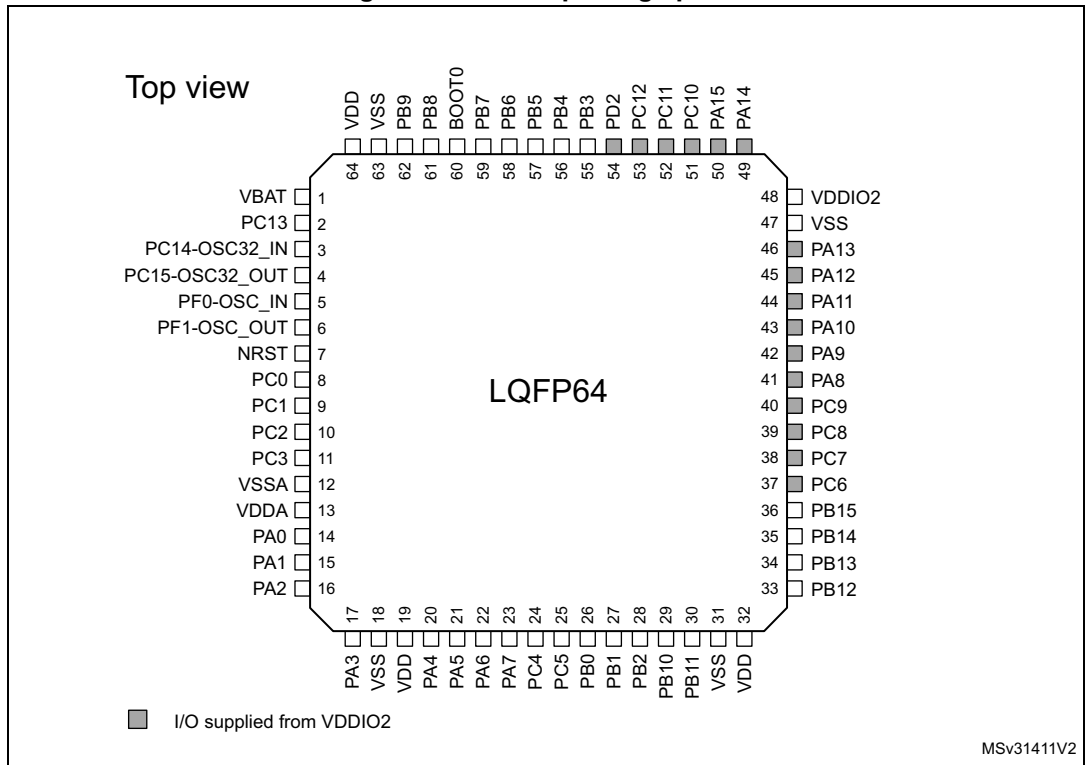 Top view
VDD
VSS
PB9
PB8
BOOT0
PB7
PB6
PB5
PB4
PB3
PD2
PC12
PC11
PC10
PA15
PA14
64
63
62
61
60
59
58
57
56
55
54
53
52
51
50
49
VBAT 1
PC13 2
PC14-OSC32_IN 3
PC15-OSC32_OUT 4
PF0-OSC_IN 5
PF1-OSC_OUT 6
NRST 7
PC0 8
PC1 9
PC2 10
PC3 11
VSSA 12
VDDA 13
PA0 14
PA1 15
PA2 16
LQFP64
48 VDDIO2
47 VSS
46 PA13
45 PA12
44 PA11
43 PA10
42 PA9
41 PA8
40 PC9
39 PC8
38 PC7
37 PC6
36 PB15
35 PB14
34 PB13
33 PB12
17
18
19
20
21
22
23
24
25
26
27
28
29
30
31
32
PA3
VSS
VDD
PA4
PA5
PA6
PA7
PC4
PC5
PB0
PB1
PB2
PB10
PB11
VSS
VDD
I/O supplied from VDDIO2
MSv31411V2